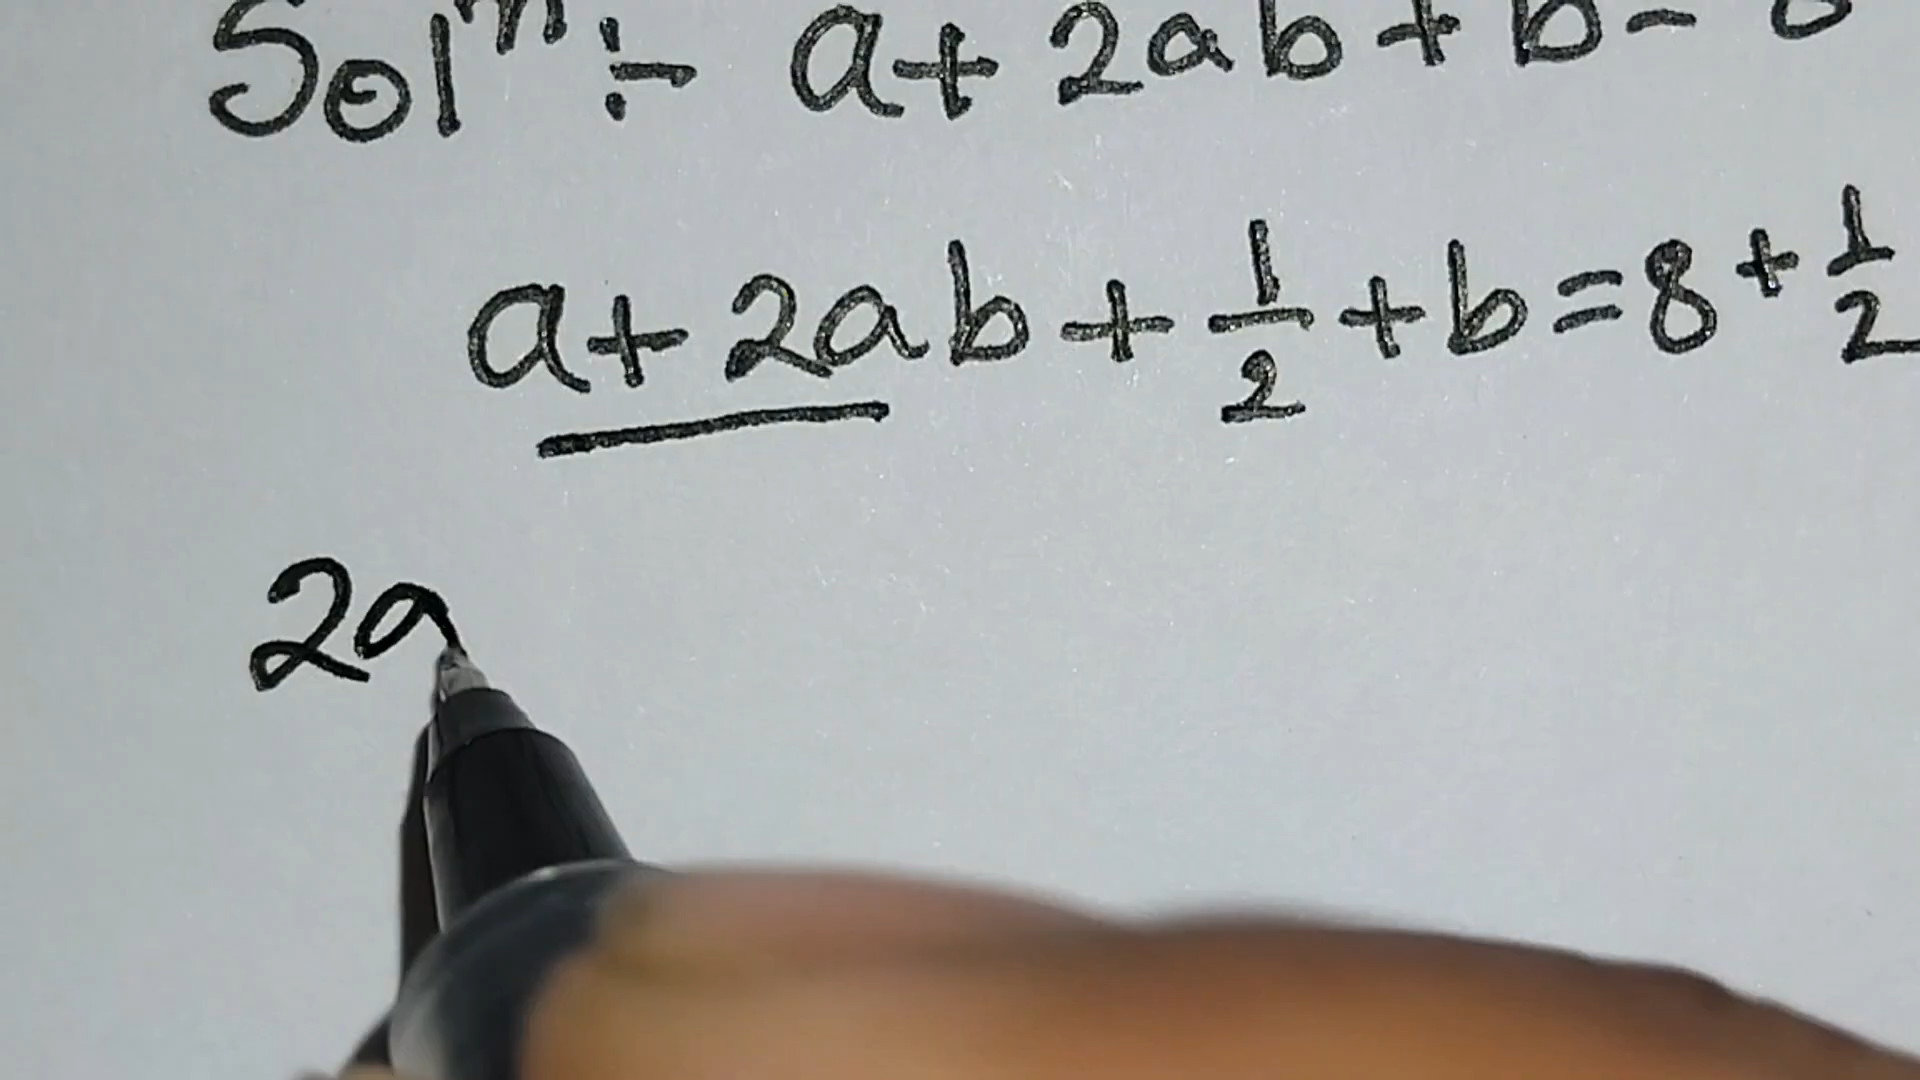 Solⁿ :- a + 2ab + b =
a + 2ab + 1/2 + b = 8 + 1/2
2a